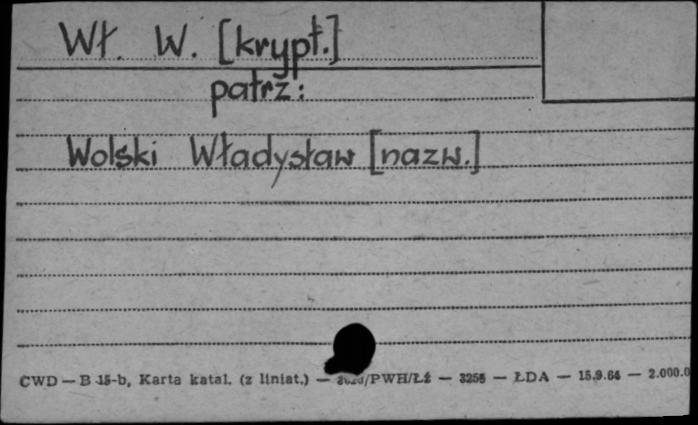 Wł. W. [krypt.]
patrz:
Wolski Władysław [nazw.]
CWD — B 15-b, Karta katal. (z liniat.) — /PWH/Łź — 3255 — ŁDA — 15.9.64 — 2.000.0